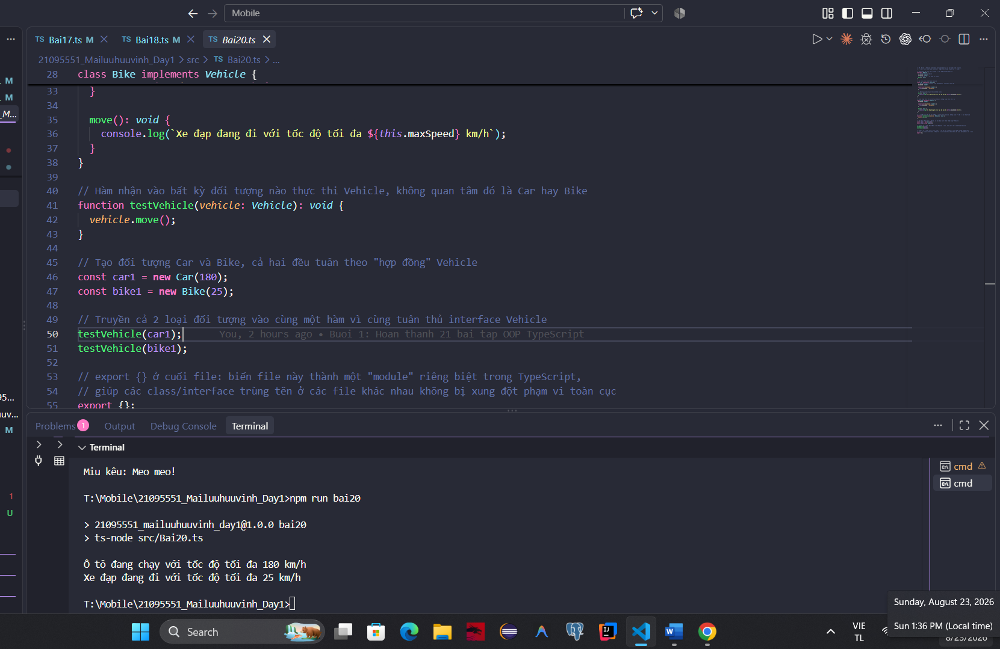 Mobile
TS Bai17.ts M
TS Bai18.ts M
TS Bai20.ts
21095551_Mailuuhuuvinh_Day1 > src > TS Bai20.ts > ...
28 class Bike implements Vehicle {
33 }
34
35 move(): void {
36 console.log(`Xe đạp đang đi với tốc độ tối đa ${this.maxSpeed} km/h`);
37 }
38 }
39
40 // Hàm nhận vào bất kỳ đối tượng nào thực thi Vehicle, không quan tâm đó là Car hay Bike
41 function testVehicle(vehicle: Vehicle): void {
42 vehicle.move();
43 }
44
45 // Tạo đối tượng Car và Bike, cả hai đều tuân theo "hợp đồng" Vehicle
46 const car1 = new Car(180);
47 const bike1 = new Bike(25);
48
49 // Truyền cả 2 loại đối tượng vào cùng một hàm vì cùng tuân thủ interface Vehicle
50 testVehicle(car1); You, 2 hours ago • Buoi 1: Hoan thanh 21 bai tap OOP TypeScript
51 testVehicle(bike1);
52
53 // export {} ở cuối file: biến file này thành một "module" riêng biệt trong TypeScript,
54 // giúp các class/interface trùng tên ở các file khác nhau không bị xung đột phạm vi toàn cục
55 export {};
M
M
_M...
95...
uuv...
M
1
U
Problems 1
Output
Debug Console
Terminal
Terminal
Miu kêu: Meo meo!
T:\Mobile\21095551_Mailuuhuuvinh_Day1>npm run bai20
> 21095551_mailuuhuuvinh_day1@1.0.0 bai20
> ts-node src/Bai20.ts
Ô tô đang chạy với tốc độ tối đa 180 km/h
Xe đạp đang đi với tốc độ tối đa 25 km/h
T:\Mobile\21095551_Mailuuhuuvinh_Day1>
cmd
cmd
Sunday, August 23, 2026
Sun 1:36 PM (Local time)
Search
VIE
TL
8/23/2026